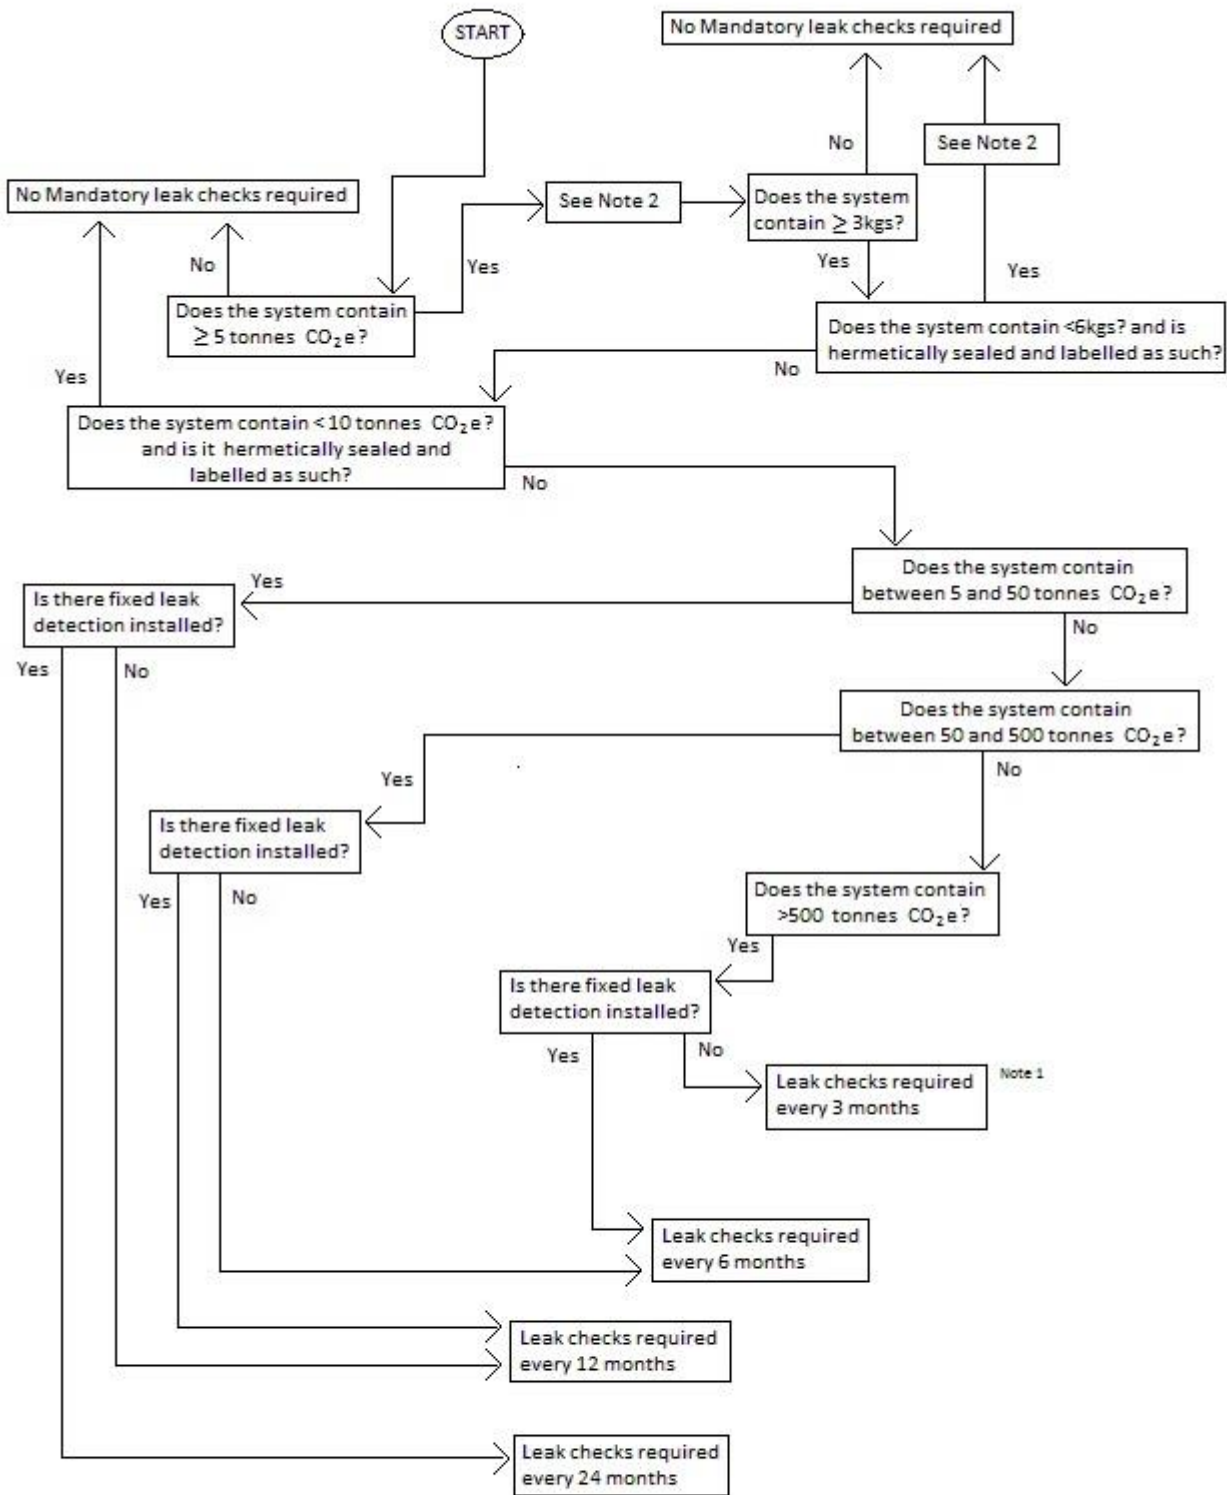 START
No Mandatory leak checks required
No
See Note 2
No Mandatory leak checks required
See Note 2
Does the system
contain ≥ 3kgs?
No
Yes
Yes
Yes
Does the system contain
≥ 5 tonnes CO₂e?
Does the system contain <6kgs? and is
hermetically sealed and labelled as such?
Yes
No
Does the system contain <10 tonnes CO₂e?
and is it hermetically sealed and
labelled as such?
No
Does the system contain
between 5 and 50 tonnes CO₂e?
Yes
Is there fixed leak
detection installed?
No
Yes
No
Does the system contain
between 50 and 500 tonnes CO₂e?
Yes
No
Is there fixed leak
detection installed?
Yes
No
Does the system contain
>500 tonnes CO₂e?
Yes
Is there fixed leak
detection installed?
Yes
No
Leak checks required
every 3 months
Note 1
Leak checks required
every 6 months
Leak checks required
every 12 months
Leak checks required
every 24 months